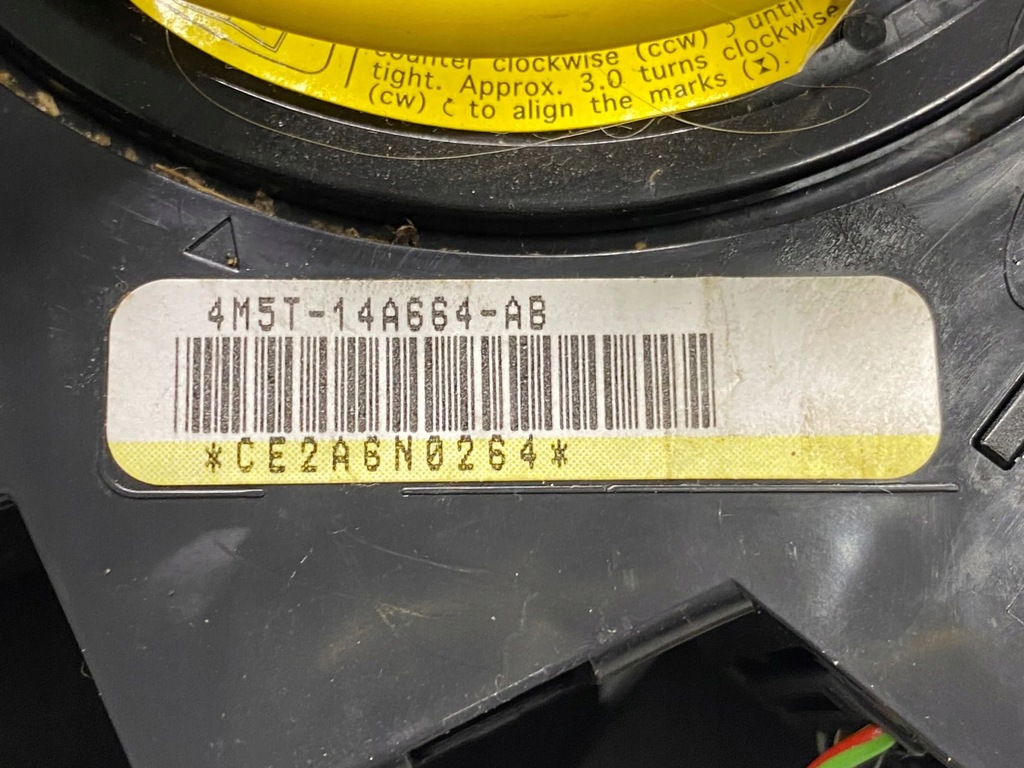 counter clockwise (ccw) until
tight. Approx. 3.0 turns clockwise
(cw) to align the marks ( ).
4M5T-14A664-AB
*CE2A6N0264*